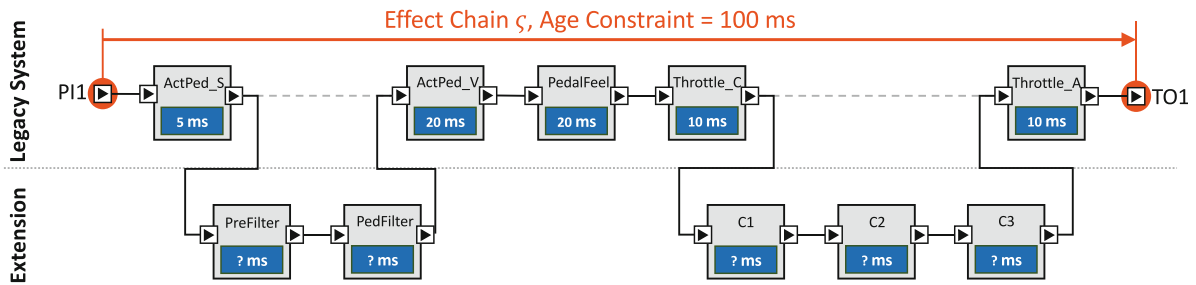 Effect Chain ς, Age Constraint = 100 ms
Legacy System
PI1
ActPed_S
5 ms
ActPed_V
20 ms
PedalFeel
20 ms
Throttle_C
10 ms
Throttle_A
10 ms
TO1
Extension
PreFilter
? ms
PedFilter
? ms
C1
? ms
C2
? ms
C3
? ms